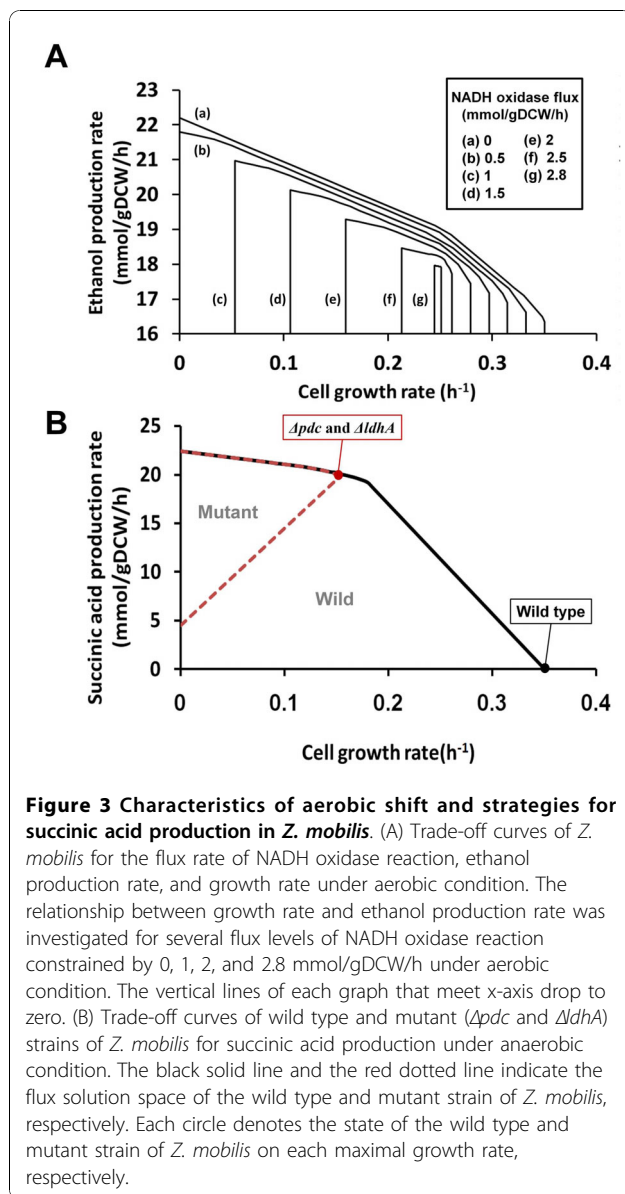 A
23
22
21
20
19
18
17
16
Ethanol production rate
(mmol/gDCW/h)
(a)
(b)
(c)
(d)
(e)
(f)
(g)
NADH oxidase flux
(mmol/gDCW/h)
(a) 0 (e) 2
(b) 0.5 (f) 2.5
(c) 1 (g) 2.8
(d) 1.5
0 0.1 0.2 0.3 0.4
Cell growth rate (h-1)
B
25
20
15
10
5
0
Succinic acid production rate
(mmol/gDCW/h)
Δpdc and ΔldhA
Mutant
Wild
Wild type
0 0.1 0.2 0.3 0.4
Cell growth rate(h-1)
Figure 3 Characteristics of aerobic shift and strategies for
succinic acid production in Z. mobilis. (A) Trade-off curves of Z.
mobilis for the flux rate of NADH oxidase reaction, ethanol
production rate, and growth rate under aerobic condition. The
relationship between growth rate and ethanol production rate was
investigated for several flux levels of NADH oxidase reaction
constrained by 0, 1, 2, and 2.8 mmol/gDCW/h under aerobic
condition. The vertical lines of each graph that meet x-axis drop to
zero. (B) Trade-off curves of wild type and mutant (Δpdc and ΔldhA)
strains of Z. mobilis for succinic acid production under anaerobic
condition. The black solid line and the red dotted line indicate the
flux solution space of the wild type and mutant strain of Z. mobilis,
respectively. Each circle denotes the state of the wild type and
mutant strain of Z. mobilis on each maximal growth rate,
respectively.